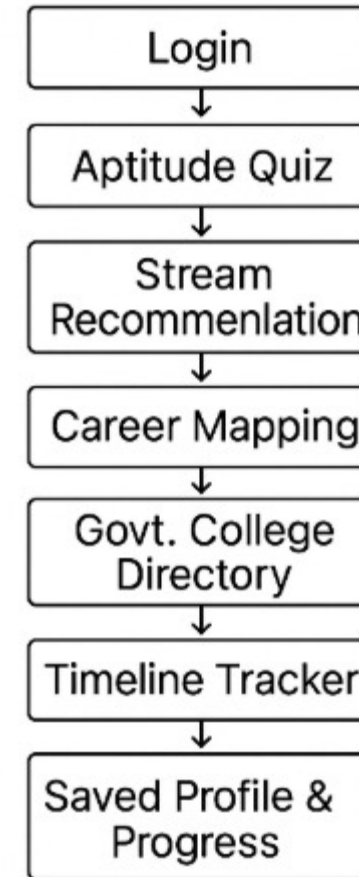 Login
Aptitude Quiz
Stream
Recommenlation
Career Mapping
Govt. College
Directory
Timeline Tracker
Saved Profile &
Progress